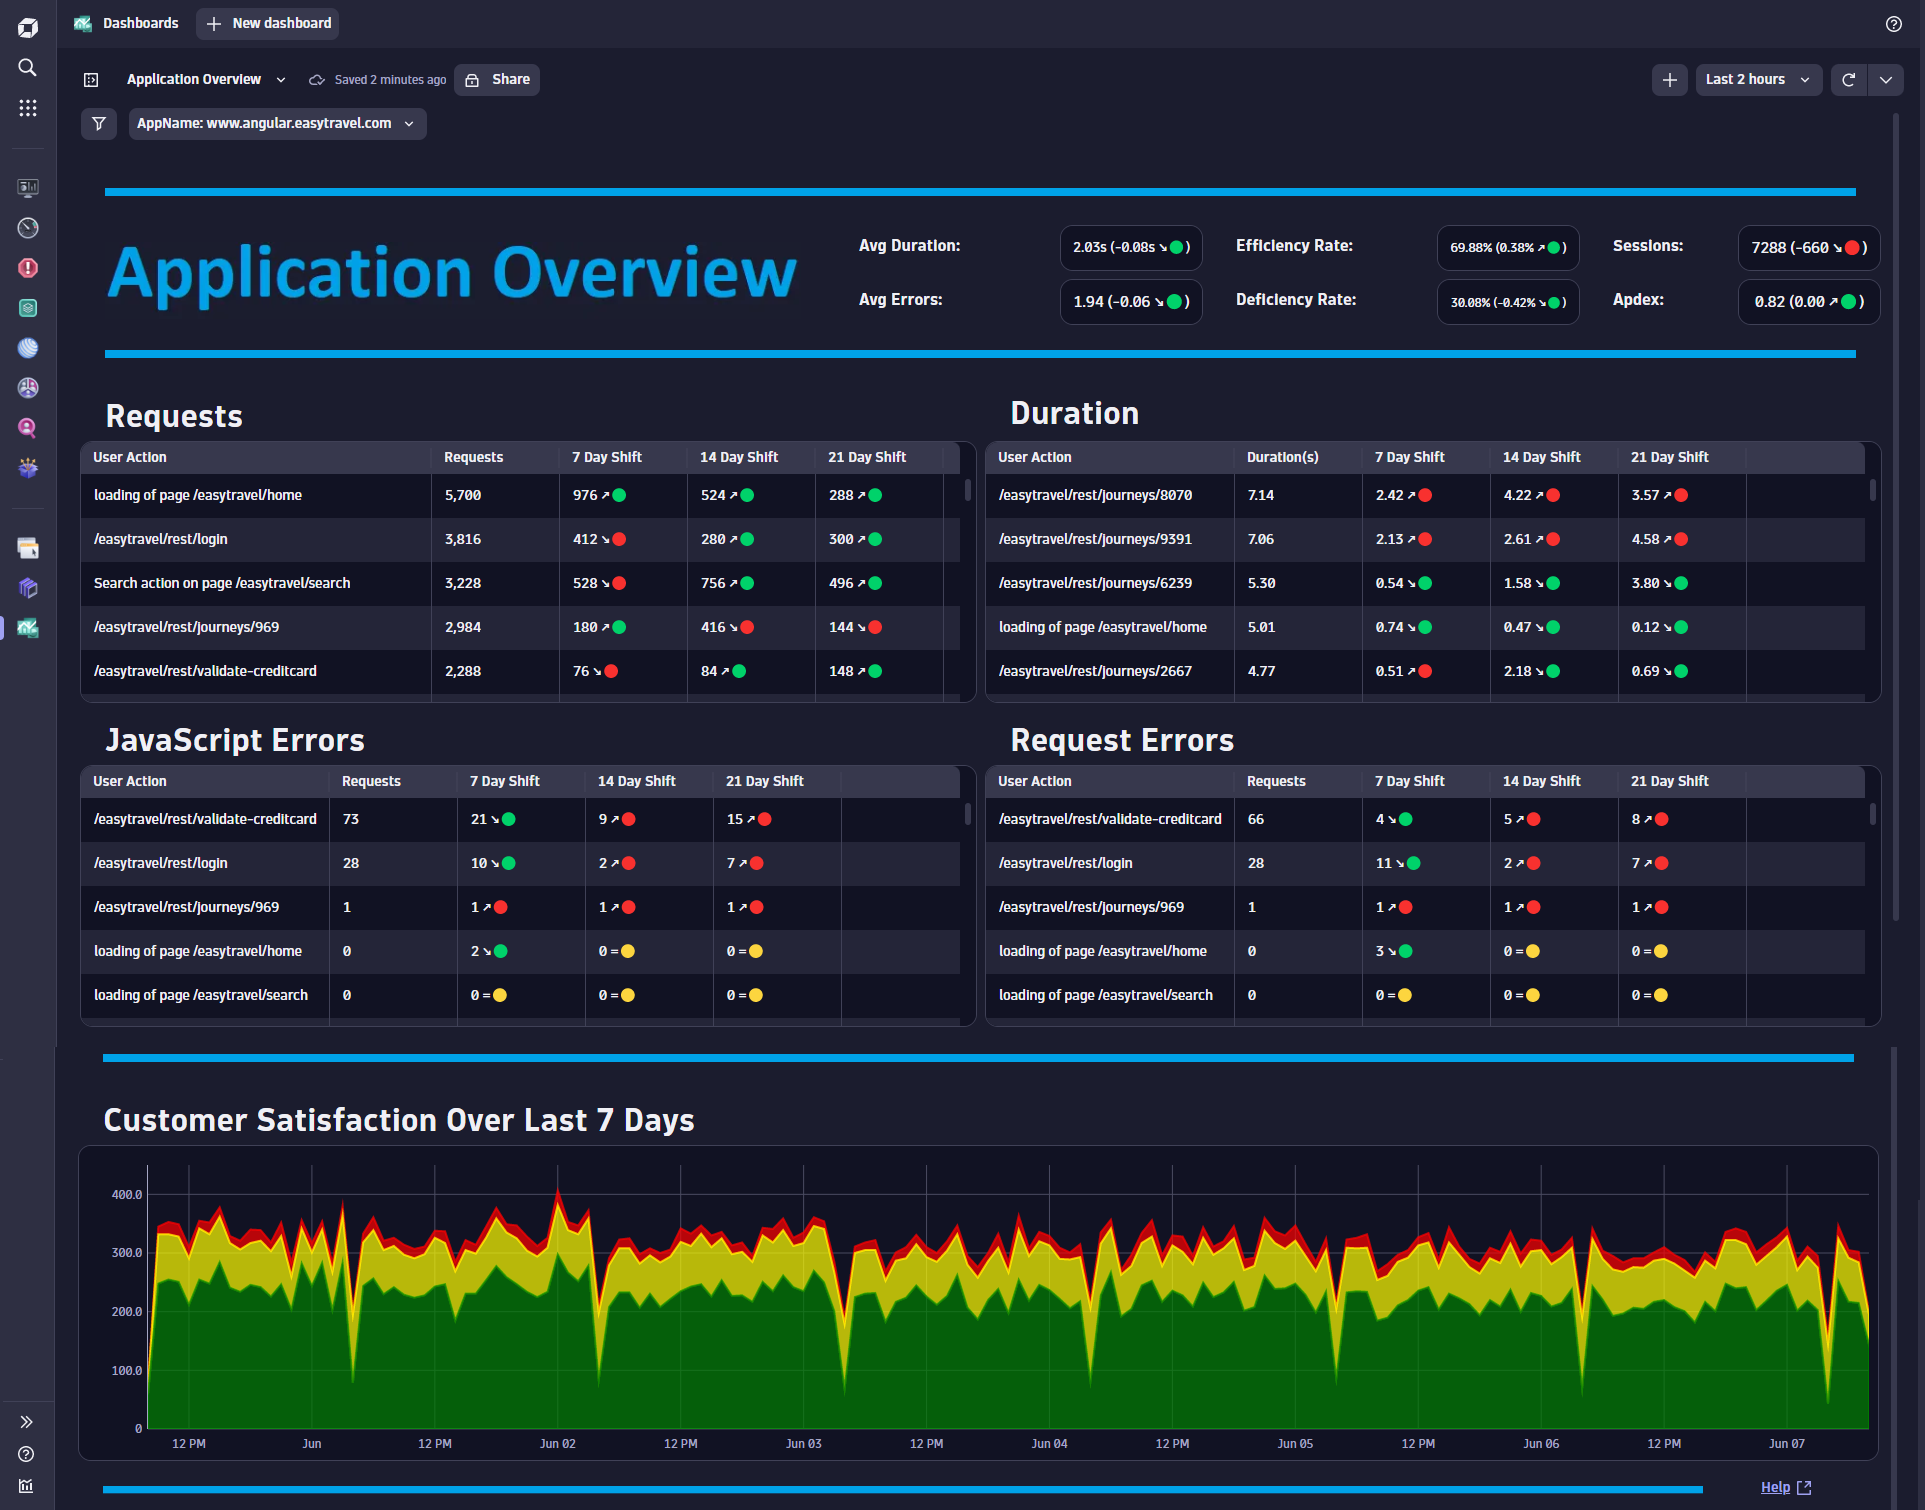 Dashboards
New dashboard
Application Overview
Saved 2 minutes ago
Share
Last 2 hours
AppName: www.angular.easytravel.com
Application Overview
Avg Duration: 2.03s (-0.08s ↘🟢) Efficiency Rate: 69.88% (0.38% ↗🟢) Sessions: 7288 (-660 ↘🔴)
Avg Errors: 1.94 (-0.06 ↘🟢) Deficiency Rate: 30.08% (-0.42% ↘🟢) Apdex: 0.82 (0.00 ↗🟢)
Requests
User Action Requests 7 Day Shift 14 Day Shift 21 Day Shift
loading of page /easytravel/home 5,700 976 ↗🟢 524 ↗🟢 288 ↗🟢
/easytravel/rest/login 3,816 412 ↘🔴 280 ↗🟢 300 ↗🟢
Search action on page /easytravel/search 3,228 528 ↘🔴 756 ↗🟢 496 ↗🟢
/easytravel/rest/journeys/969 2,984 180 ↗🟢 416 ↘🔴 144 ↘🔴
/easytravel/rest/validate-creditcard 2,288 76 ↘🔴 84 ↗🟢 148 ↗🟢
Duration
User Action Duration(s) 7 Day Shift 14 Day Shift 21 Day Shift
/easytravel/rest/journeys/8070 7.14 2.42 ↗🔴 4.22 ↗🔴 3.57 ↗🔴
/easytravel/rest/journeys/9391 7.06 2.13 ↗🔴 2.61 ↗🔴 4.58 ↗🔴
/easytravel/rest/journeys/6239 5.30 0.54 ↘🟢 1.58 ↘🟢 3.80 ↘🟢
loading of page /easytravel/home 5.01 0.74 ↘🟢 0.47 ↘🟢 0.12 ↘🟢
/easytravel/rest/journeys/2667 4.77 0.51 ↗🔴 2.18 ↘🟢 0.69 ↘🟢
JavaScript Errors
User Action Requests 7 Day Shift 14 Day Shift 21 Day Shift
/easytravel/rest/validate-creditcard 73 21 ↘🟢 9 ↗🔴 15 ↗🔴
/easytravel/rest/login 28 10 ↘🟢 2 ↗🔴 7 ↗🔴
/easytravel/rest/journeys/969 1 1 ↗🔴 1 ↗🔴 1 ↗🔴
loading of page /easytravel/home 0 2 ↘🟢 0 =🟡 0 =🟡
loading of page /easytravel/search 0 0 =🟡 0 =🟡 0 =🟡
Request Errors
User Action Requests 7 Day Shift 14 Day Shift 21 Day Shift
/easytravel/rest/validate-creditcard 66 4 ↘🟢 5 ↗🔴 8 ↗🔴
/easytravel/rest/login 28 11 ↘🟢 2 ↗🔴 7 ↗🔴
/easytravel/rest/journeys/969 1 1 ↗🔴 1 ↗🔴 1 ↗🔴
loading of page /easytravel/home 0 3 ↘🟢 0 =🟡 0 =🟡
loading of page /easytravel/search 0 0 =🟡 0 =🟡 0 =🟡
Customer Satisfaction Over Last 7 Days
400.0
300.0
200.0
100.0
0
12 PM Jun 12 PM Jun 02 12 PM Jun 03 12 PM Jun 04 12 PM Jun 05 12 PM Jun 06 12 PM Jun 07
Help